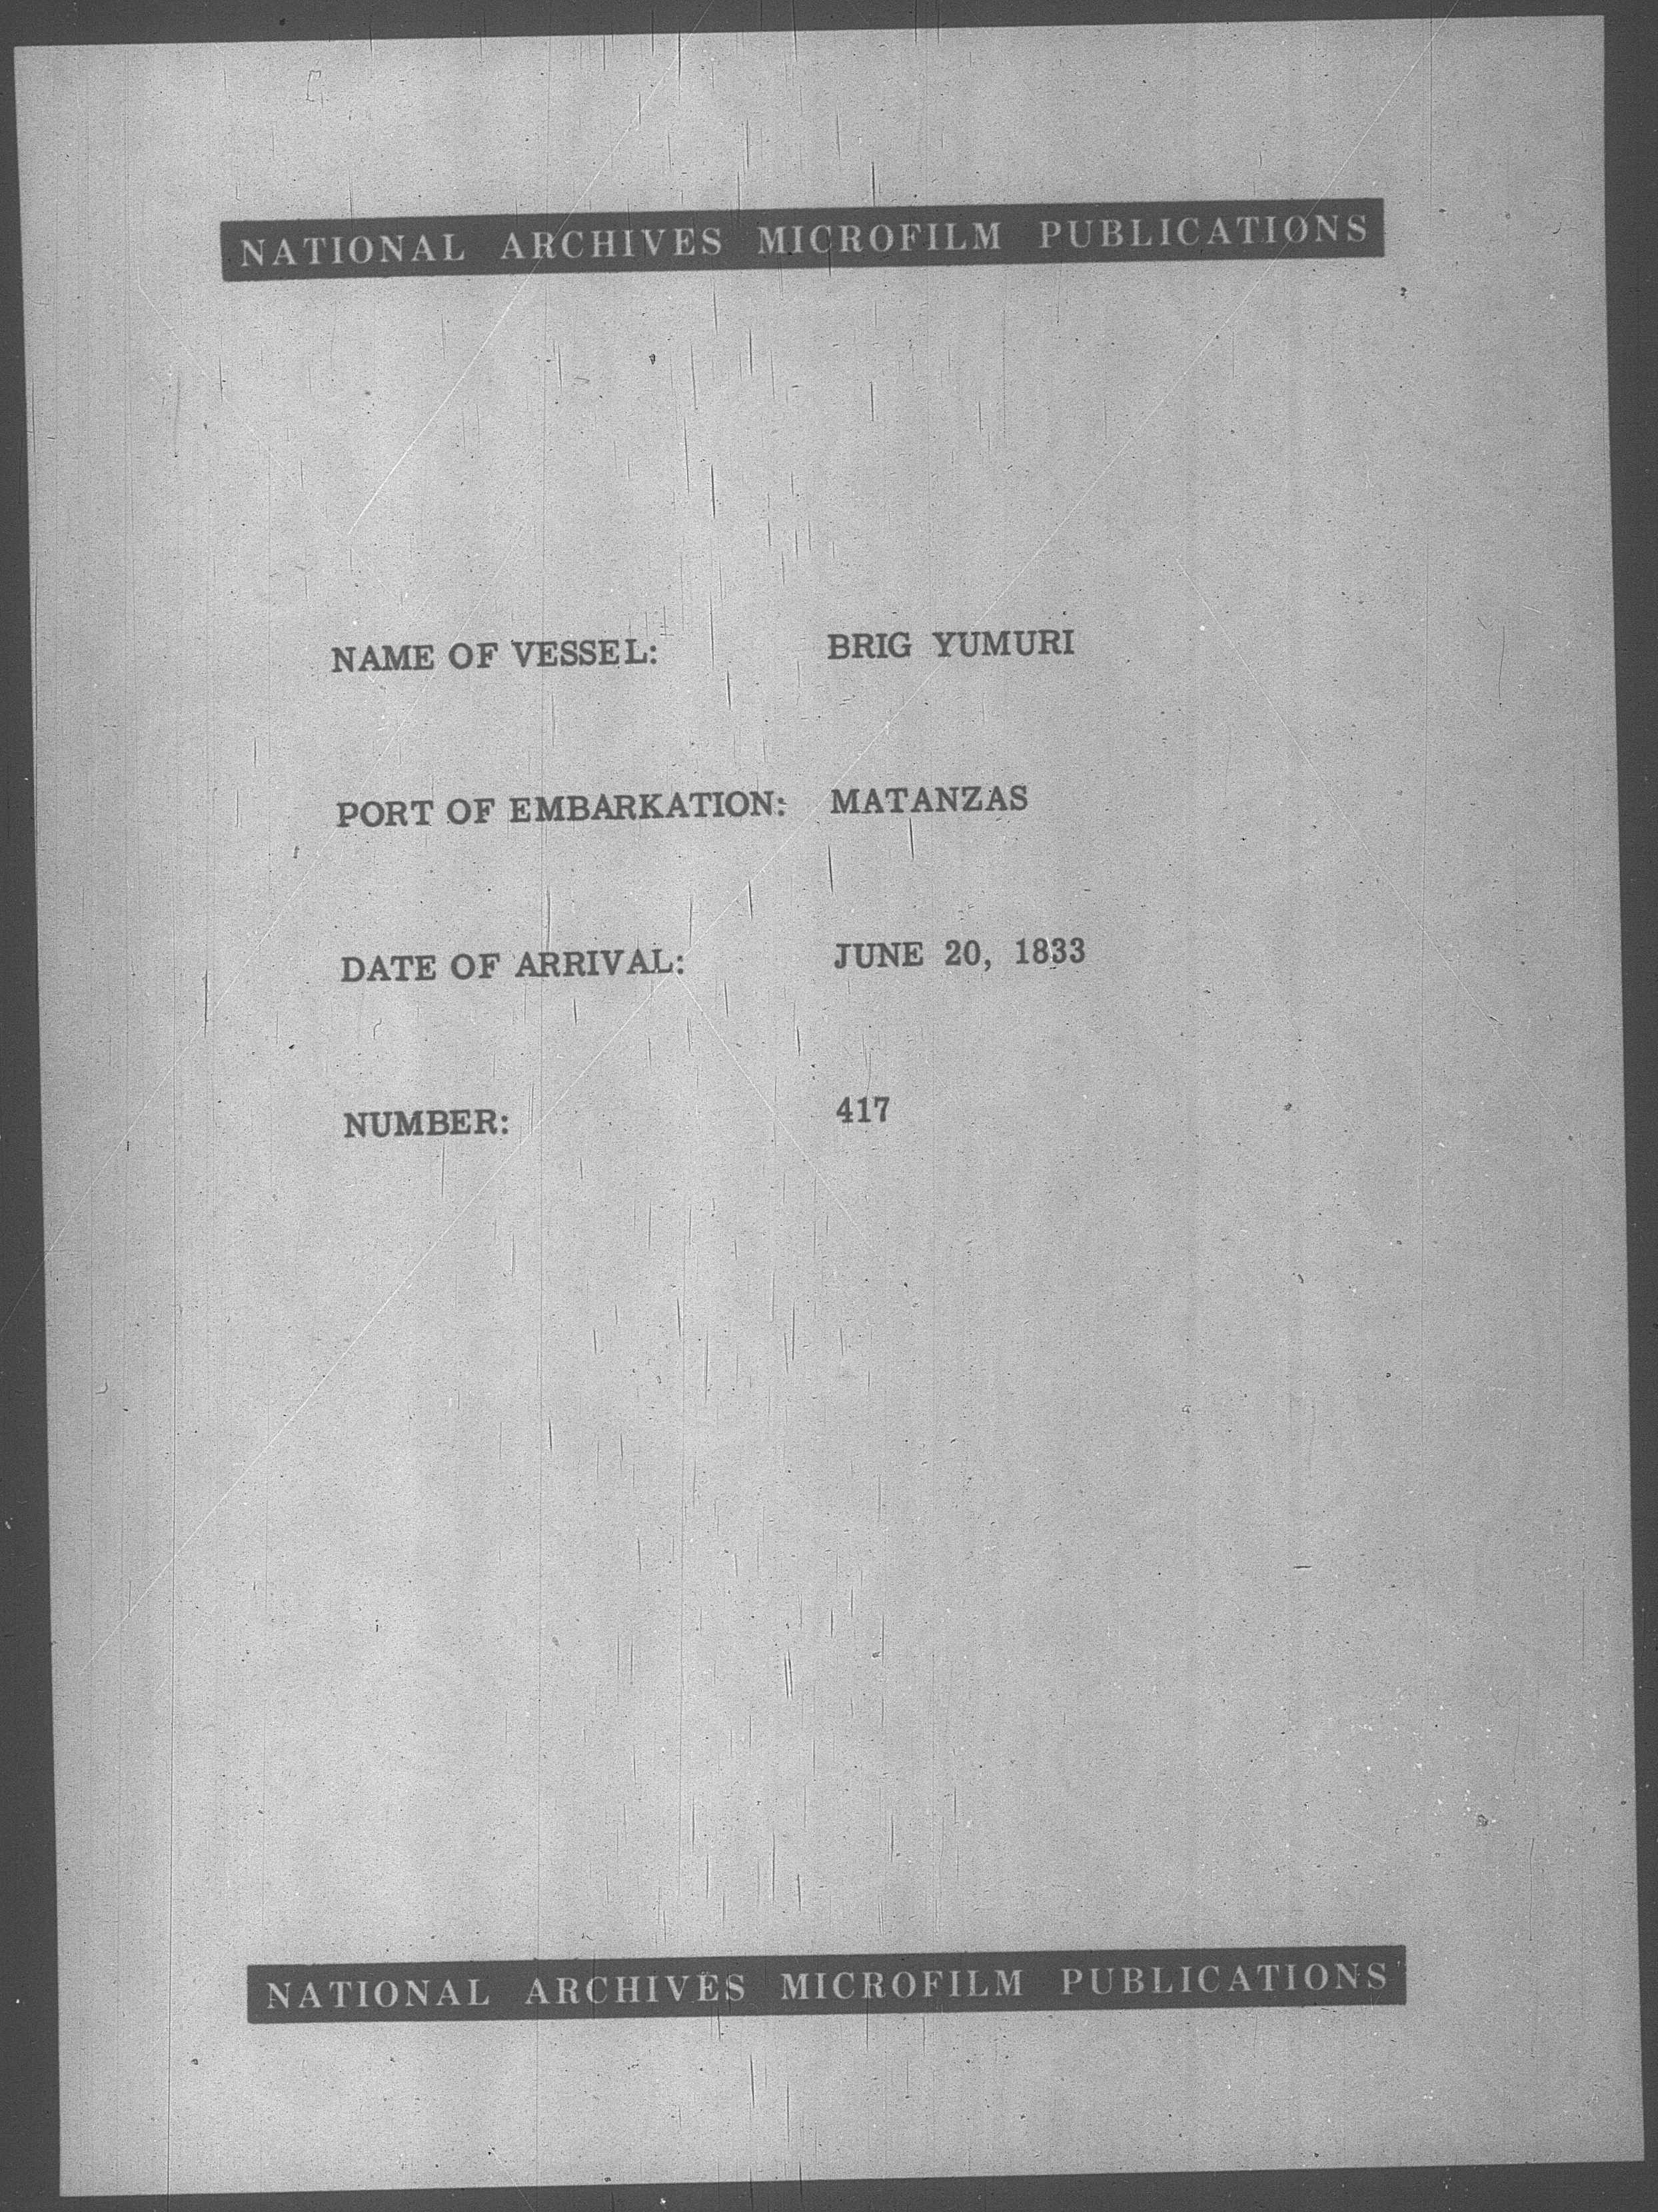 NATIONAL ARCHIVES MICROFILM PUBLICATIONS
NAME OF VESSEL: BRIG YUMURI
PORT OF EMBARKATION: MATANZAS
DATE OF ARRIVAL: JUNE 20, 1833
NUMBER: 417
NATIONAL ARCHIVES MICROFILM PUBLICATIONS